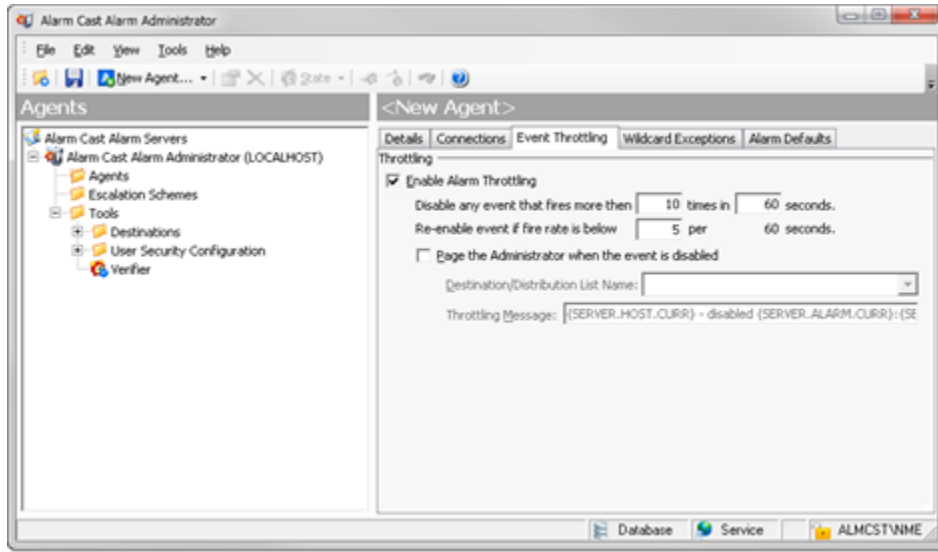 Alarm Cast Alarm Administrator
File Edit View Tools Help
New Agent... State
Agents
<New Agent>
Alarm Cast Alarm Servers
Alarm Cast Alarm Administrator (LOCALHOST)
Agents
Escalation Schemes
Tools
Destinations
User Security Configuration
Verifier
Details Connections Event Throttling Wildcard Exceptions Alarm Defaults
Throttling
Enable Alarm Throttling
Disable any event that fires more then 10 times in 60 seconds.
Re-enable event if fire rate is below 5 per 60 seconds.
Page the Administrator when the event is disabled
Destination/Distribution List Name:
Throttling Message: {SERVER.HOST.CURR} - disabled {SERVER.ALARM.CURR}:{SE
Database Service ALMCST\NME